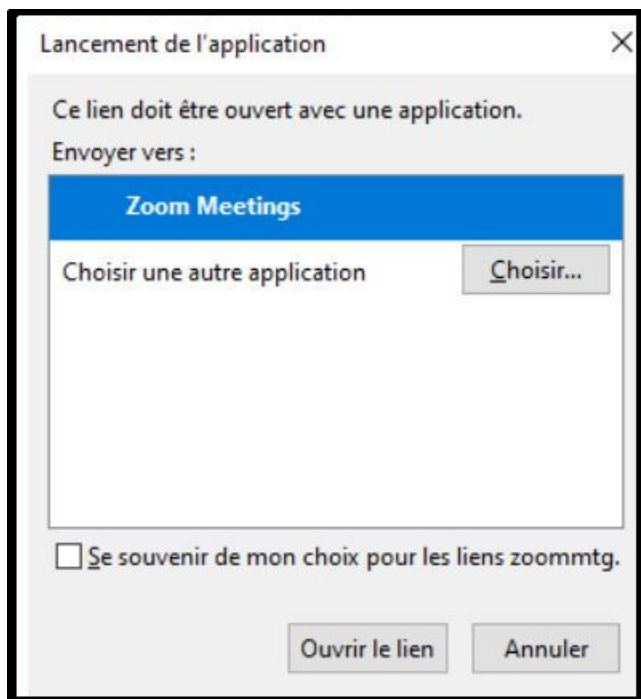 Lancement de l'application
Ce lien doit être ouvert avec une application.
Envoyer vers :
Zoom Meetings
Choisir une autre application
Choisir...
Se souvenir de mon choix pour les liens zoommtg.
Ouvrir le lien
Annuler